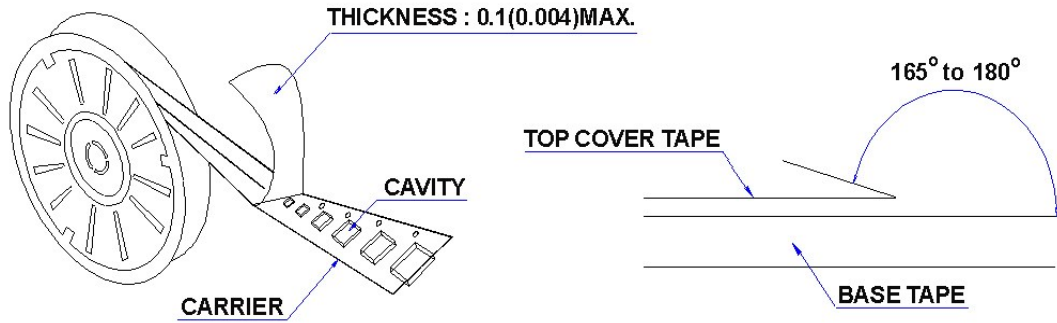 THICKNESS : 0.1(0.004)MAX.
165° to 180°
TOP COVER TAPE
CAVITY
BASE TAPE
CARRIER